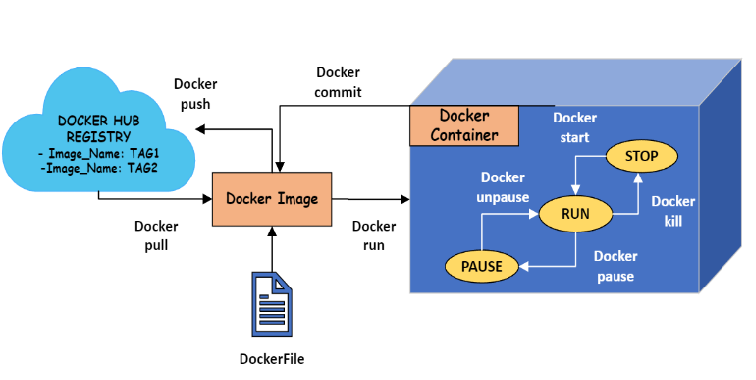 Docker
push
DOCKER HUB
REGISTRY
- Image_Name: TAG1
-Image_Name: TAG2
Docker
pull
Docker Image
DockerFile
Docker
commit
Docker
run
Docker
Container
Docker
start
STOP
Docker
unpause
RUN
Docker
kill
PAUSE
Docker
pause